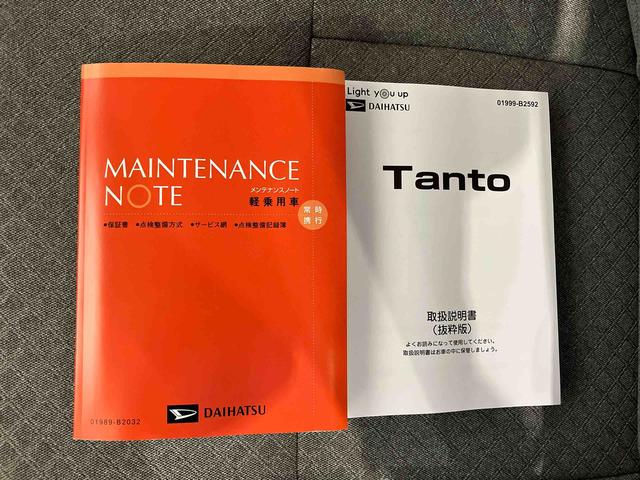 MAINTENANCE
NOTE
メンテナンスノート
軽乗用車
常時
携行
●保証書 ●点検整備方式 ●サービス網 ●点検整備記録簿
01989-B2032
DAIHATSU
Light you up
DAIHATSU
01999-B2592
Tanto
取扱説明書
(抜粋版)
よくお読みになって使用してください。
取扱説明書はお車の中に保管しましょう。